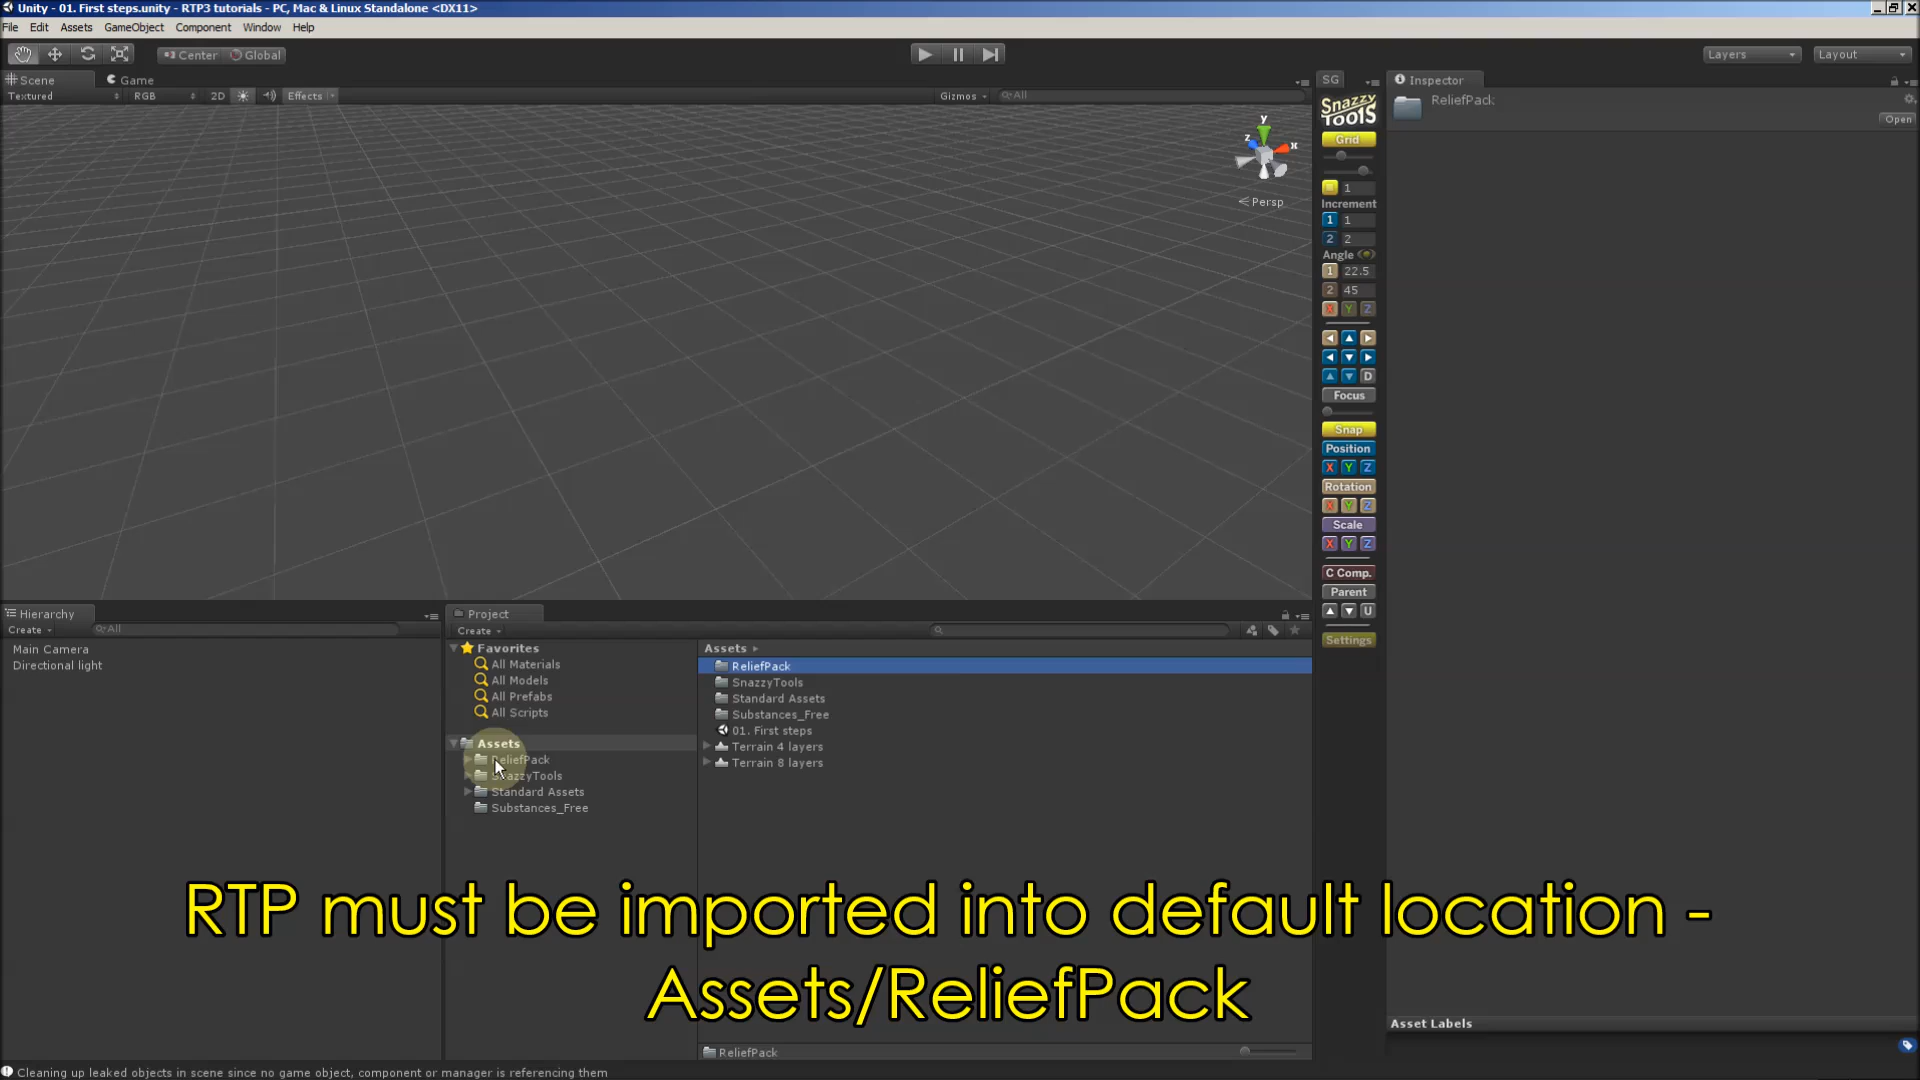 Unity - 01. First steps.unity - RTP3 tutorials - PC, Mac & Linux Standalone <DX11>
File Edit Assets GameObject Component Window Help
Center Global Layers Layout
Scene Game SG Inspector
Textured RGB 2D Effects Gizmos All
ReliefPack
Open
y
z x
Persp
Snazzy TOOLS
Grid
1
Increment
1 1
2 2
Angle
1 22.5
2 45
X Y Z
D
Focus
Snap
Position
X Y Z
Rotation
X Y Z
Scale
X Y Z
C Comp.
Parent
U
Settings
Hierarchy
Create All
Main Camera
Directional light
Project
Create
Favorites
All Materials
All Models
All Prefabs
All Scripts
Assets
ReliefPack
SnazzyTools
Standard Assets
Substances_Free
Assets
ReliefPack
SnazzyTools
Standard Assets
Substances_Free
01. First steps
Terrain 4 layers
Terrain 8 layers
RTP must be imported into default location -
Assets/ReliefPack
Asset Labels
ReliefPack
Cleaning up leaked objects in scene since no game object, component or manager is referencing them